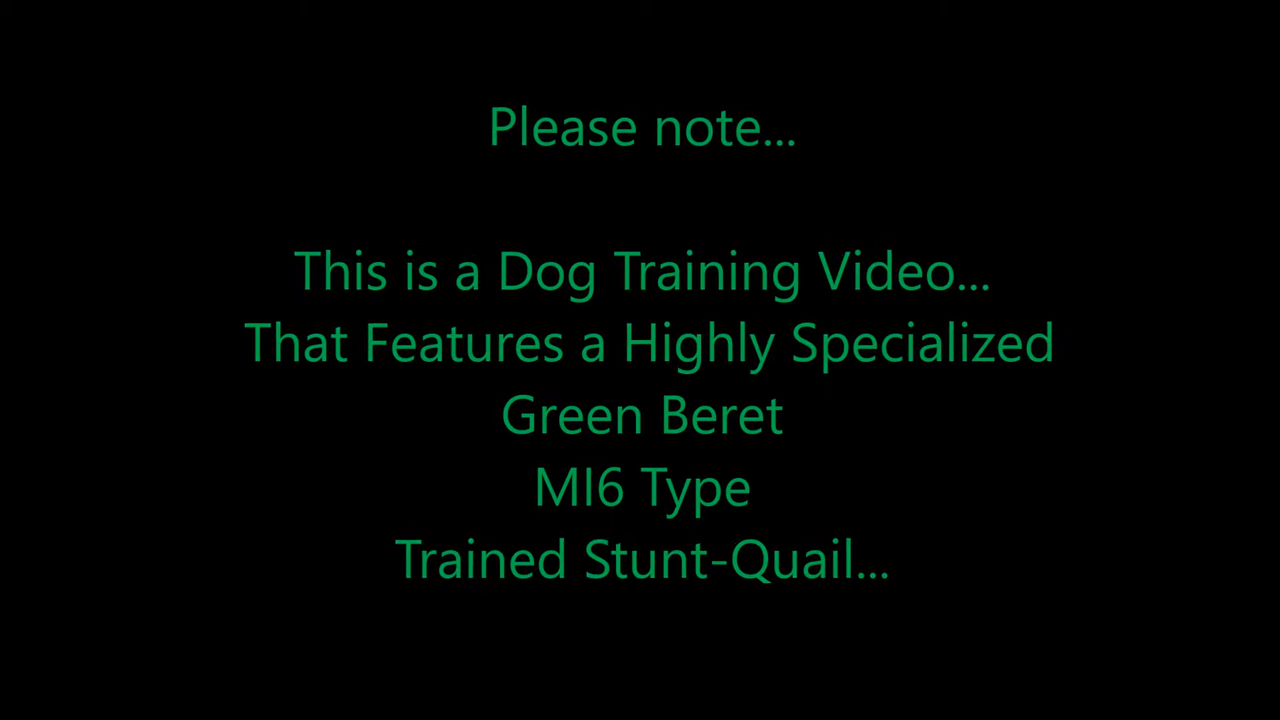 Please note...
This is a Dog Training Video...
That Features a Highly Specialized
Green Beret
MI6 Type
Trained Stunt-Quail...